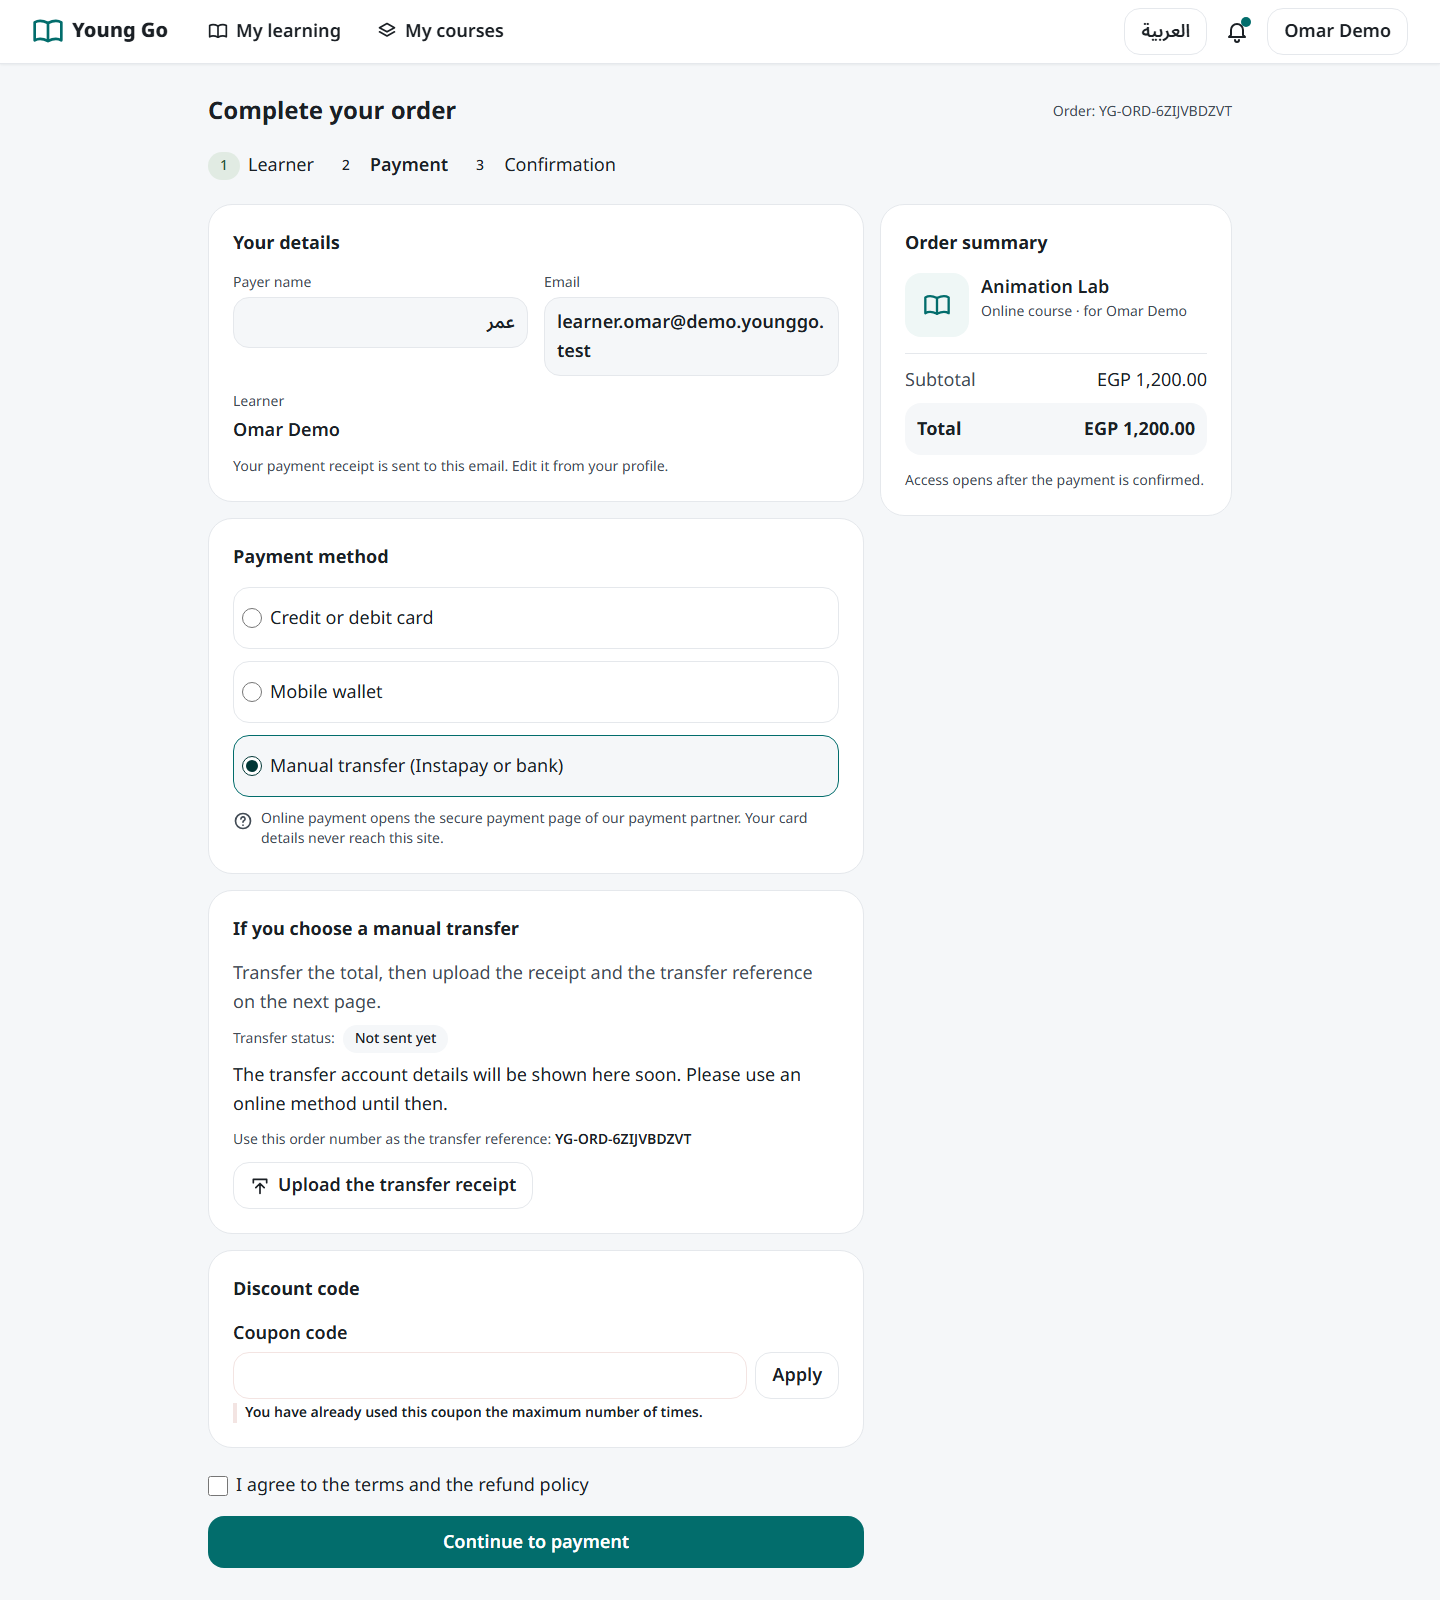 Young Go
My learning
My courses
العربية
Omar Demo
Complete your order
Order: YG-ORD-6ZIJVBDZVT
1 Learner 2 Payment 3 Confirmation
Your details
Payer name
عمر
Email
learner.omar@demo.younggo.
test
Learner
Omar Demo
Your payment receipt is sent to this email. Edit it from your profile.
Order summary
Animation Lab
Online course · for Omar Demo
Subtotal EGP 1,200.00
Total EGP 1,200.00
Access opens after the payment is confirmed.
Payment method
Credit or debit card
Mobile wallet
Manual transfer (Instapay or bank)
Online payment opens the secure payment page of our payment partner. Your card
details never reach this site.
If you choose a manual transfer
Transfer the total, then upload the receipt and the transfer reference
on the next page.
Transfer status: Not sent yet
The transfer account details will be shown here soon. Please use an
online method until then.
Use this order number as the transfer reference: YG-ORD-6ZIJVBDZVT
Upload the transfer receipt
Discount code
Coupon code
Apply
You have already used this coupon the maximum number of times.
I agree to the terms and the refund policy
Continue to payment